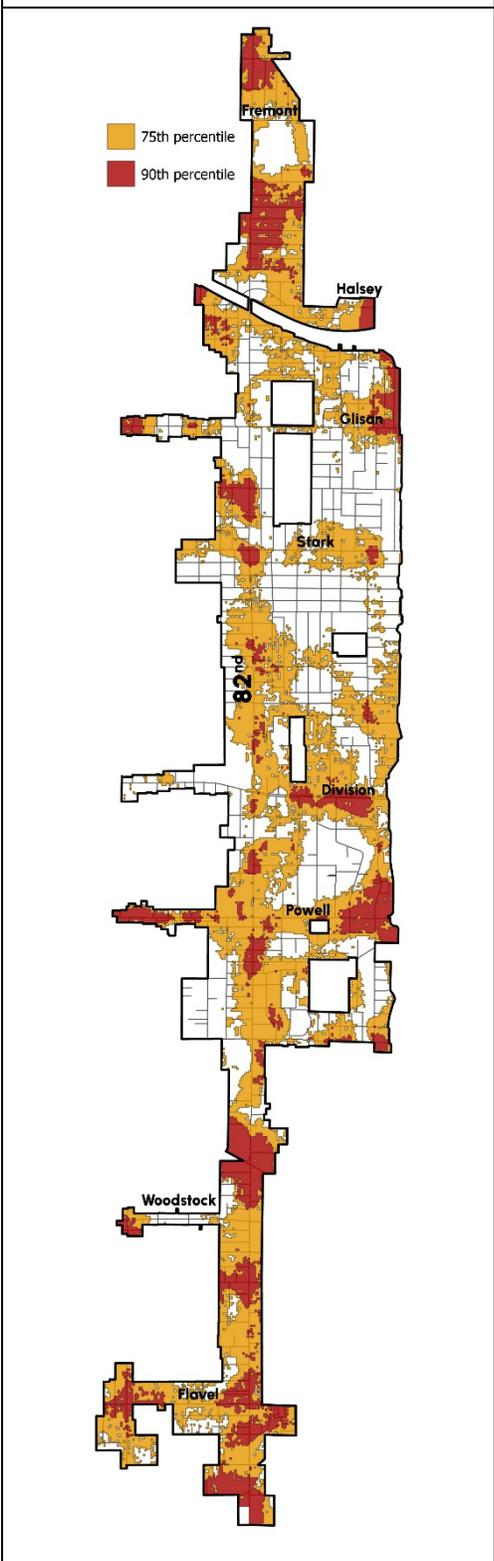 Fremont
75th percentile
90th percentile
Halsey
Glisan
Stark
82nd
Division
Powell
Woodstock
Flavel